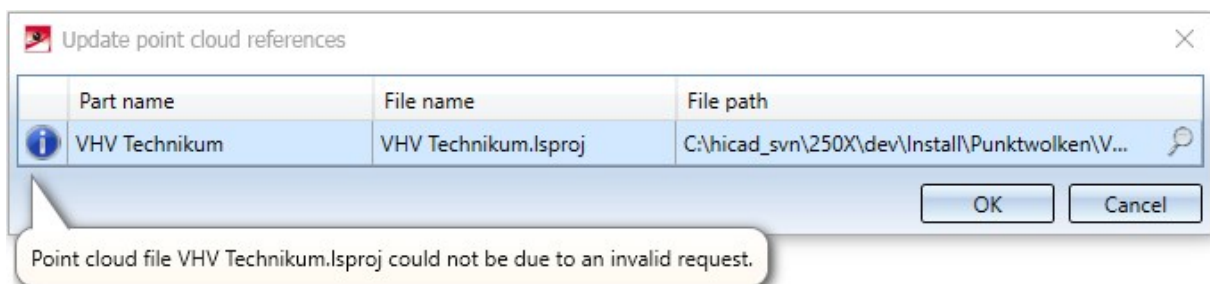 Update point cloud references
Part name File name File path
VHV Technikum VHV Technikum.lsproj C:\hicad_svn\250X\dev\Install\Punktwolken\V...
OK Cancel
Point cloud file VHV Technikum.lsproj could not be due to an invalid request.